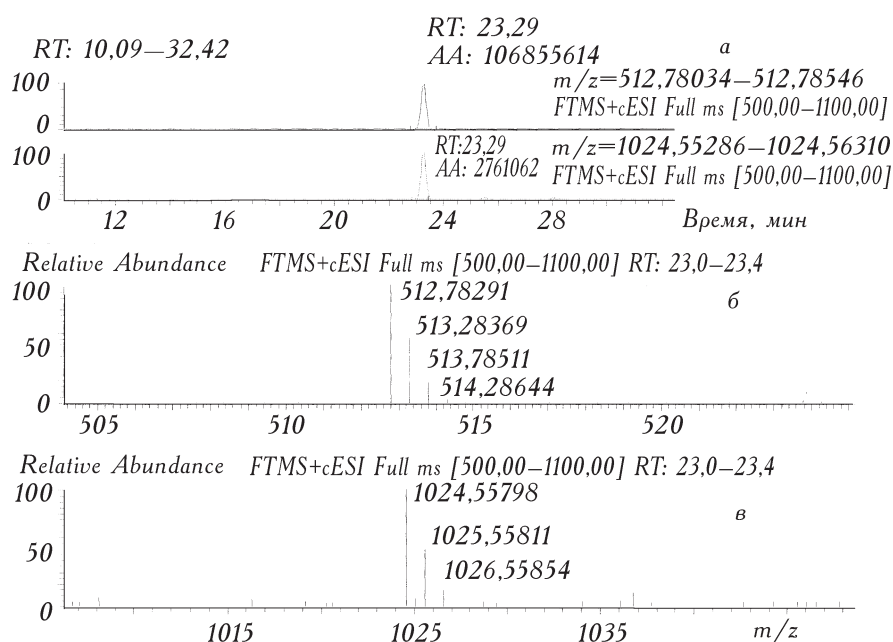 RT: 10,09–32,42
RT: 23,29
AA: 106855614
а
m/z=512,78034–512,78546
FTMS+cESI Full ms [500,00–1100,00]
100
0
RT:23,29
AA: 2761062
m/z=1024,55286–1024,56310
FTMS+cESI Full ms [500,00–1100,00]
100
0
12 16 20 24 28 Время, мин
Relative Abundance FTMS+cESI Full ms [500,00–1100,00] RT: 23,0–23,4
б
100
50
0
512,78291
513,28369
513,78511
514,28644
505 510 515 520
Relative Abundance FTMS+cESI Full ms [500,00–1100,00] RT: 23,0–23,4
в
100
50
0
1024,55798
1025,55811
1026,55854
1015 1025 1035 m/z